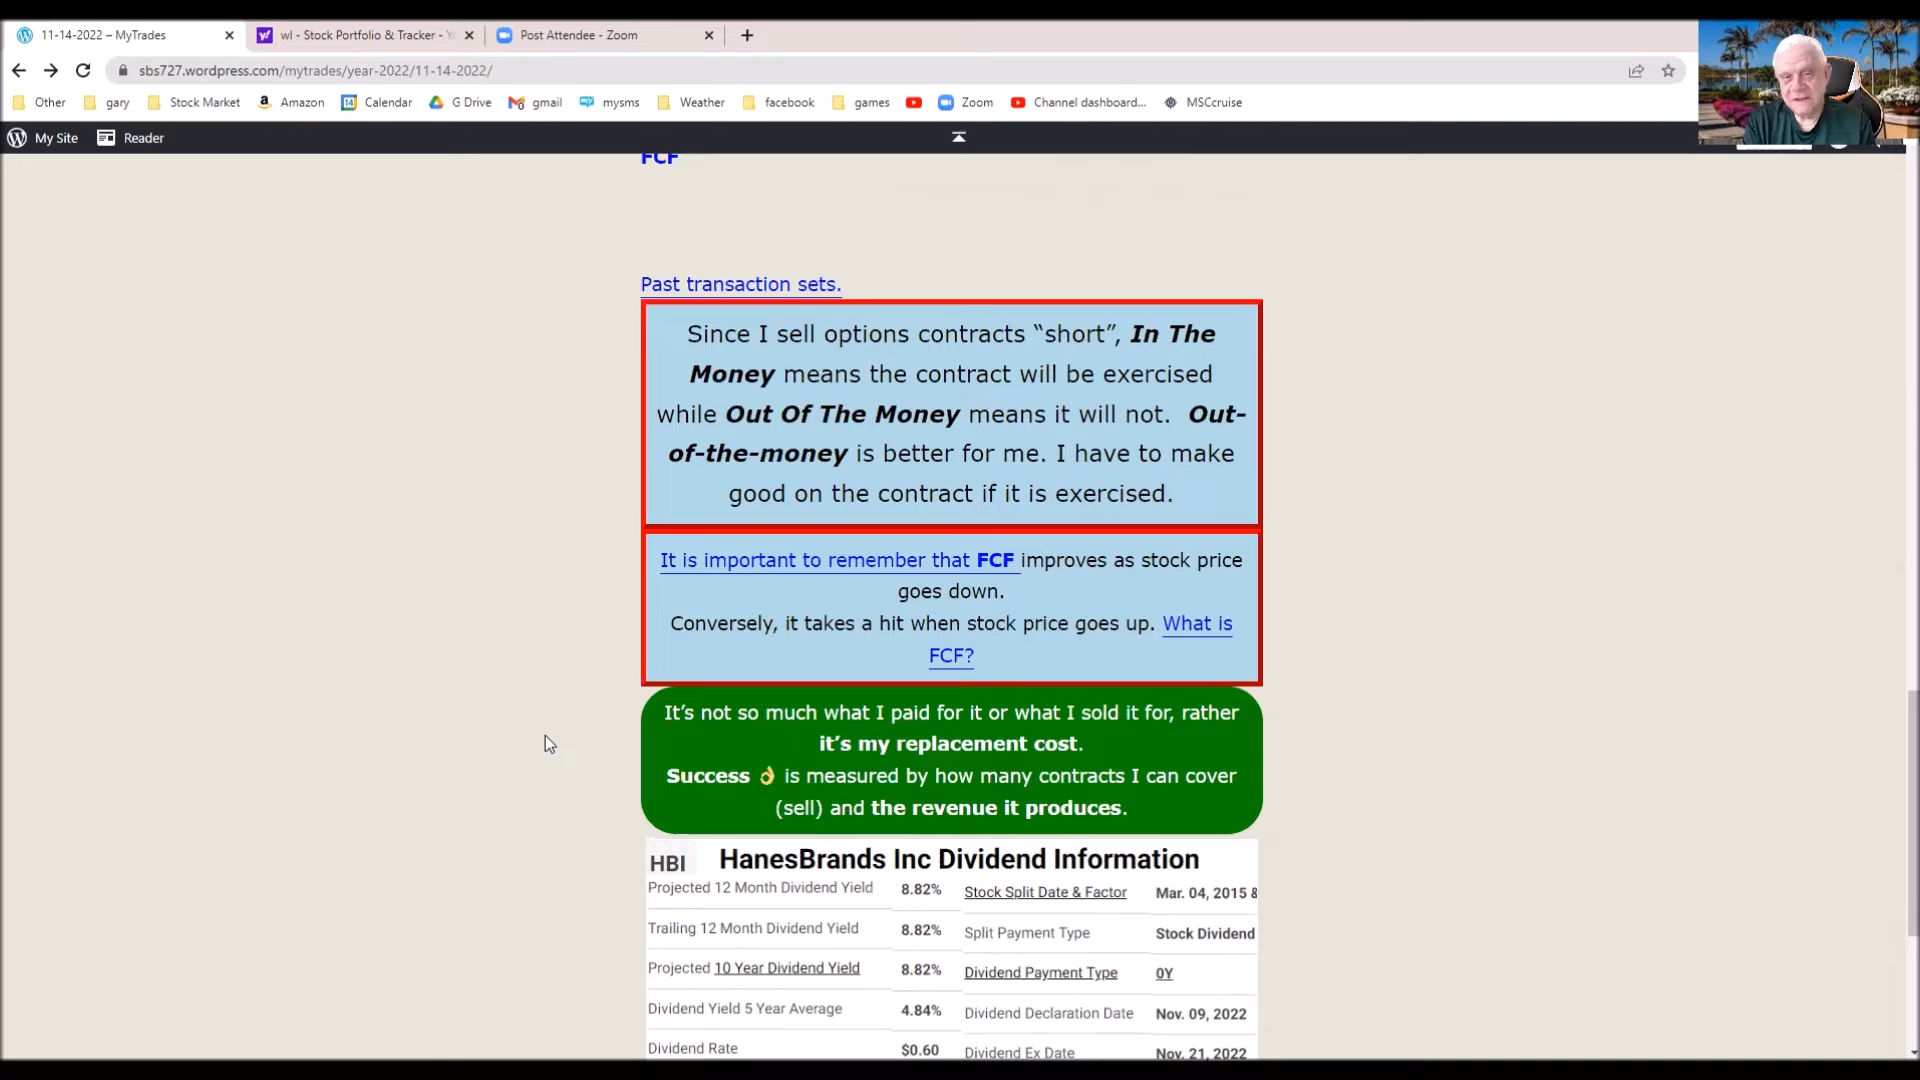 11-14-2022 – MyTrades
wl - Stock Portfolio & Tracker -
Post Attendee - Zoom
sbs727.wordpress.com/mytrades/year-2022/11-14-2022/
Other
gary
Stock Market
Amazon
Calendar
G Drive
gmail
mysms
Weather
facebook
games
Zoom
Channel dashboard...
MSCcruise
My Site
Reader
FCF
Past transaction sets.
Since I sell options contracts “short”, In The
Money means the contract will be exercised
while Out Of The Money means it will not. Out-
of-the-money is better for me. I have to make
good on the contract if it is exercised.
It is important to remember that FCF improves as stock price
goes down.
Conversely, it takes a hit when stock price goes up. What is
FCF?
It’s not so much what I paid for it or what I sold it for, rather
it’s my replacement cost.
Success 👌 is measured by how many contracts I can cover
(sell) and the revenue it produces.
HBI HanesBrands Inc Dividend Information
Projected 12 Month Dividend Yield 8.82% Stock Split Date & Factor Mar. 04, 2015 &
Trailing 12 Month Dividend Yield 8.82% Split Payment Type Stock Dividend
Projected 10 Year Dividend Yield 8.82% Dividend Payment Type 0Y
Dividend Yield 5 Year Average 4.84% Dividend Declaration Date Nov. 09, 2022
Dividend Rate $0.60 Dividend Ex Date Nov. 21, 2022